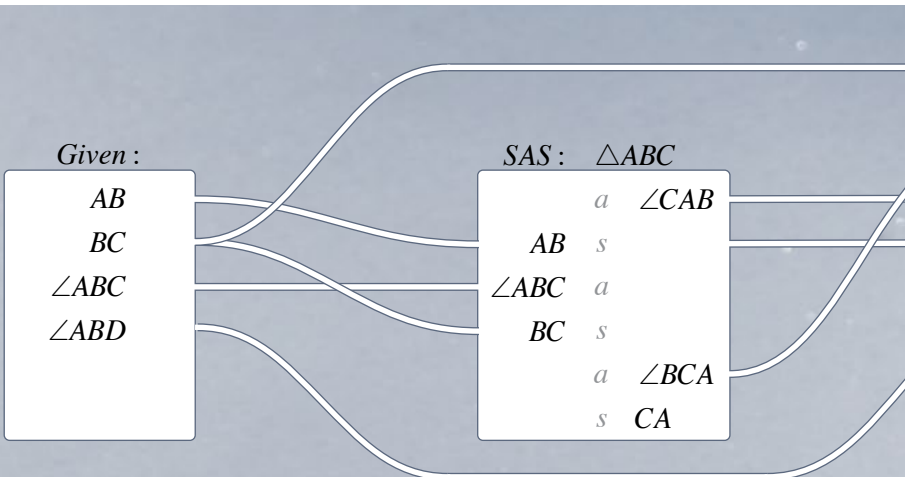 Given :
AB
BC
∠ABC
∠ABD
SAS : △ABC
a ∠CAB
AB s
∠ABC a
BC s
a ∠BCA
s CA